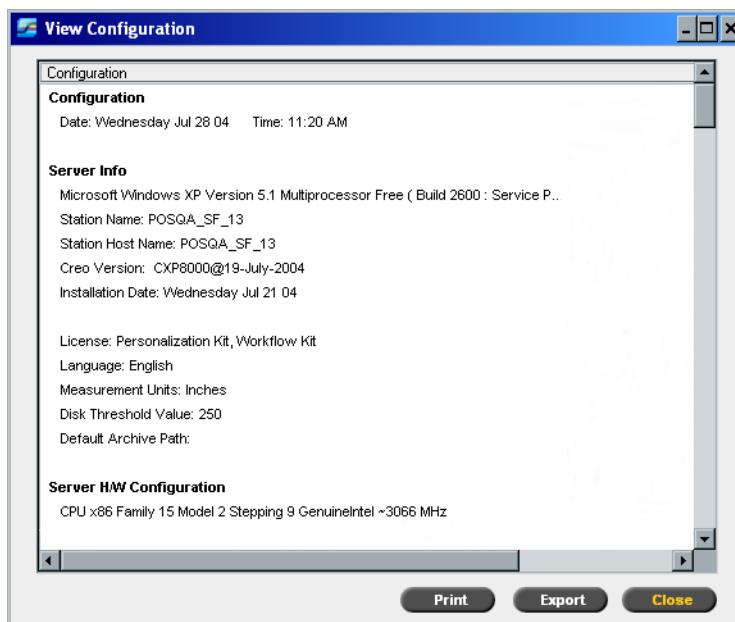 View Configuration
Configuration
Configuration
Date: Wednesday Jul 28 04 Time: 11:20 AM
Server Info
Microsoft Windows XP Version 5.1 Multiprocessor Free ( Build 2600 : Service P...
Station Name: POSQA_SF_13
Station Host Name: POSQA_SF_13
Creo Version: CXP8000@19-July-2004
Installation Date: Wednesday Jul 21 04
License: Personalization Kit, Workflow Kit
Language: English
Measurement Units: Inches
Disk Threshold Value: 250
Default Archive Path:
Server H/W Configuration
CPU x86 Family 15 Model 2 Stepping 9 GenuineIntel ~3066 MHz
Print Export Close